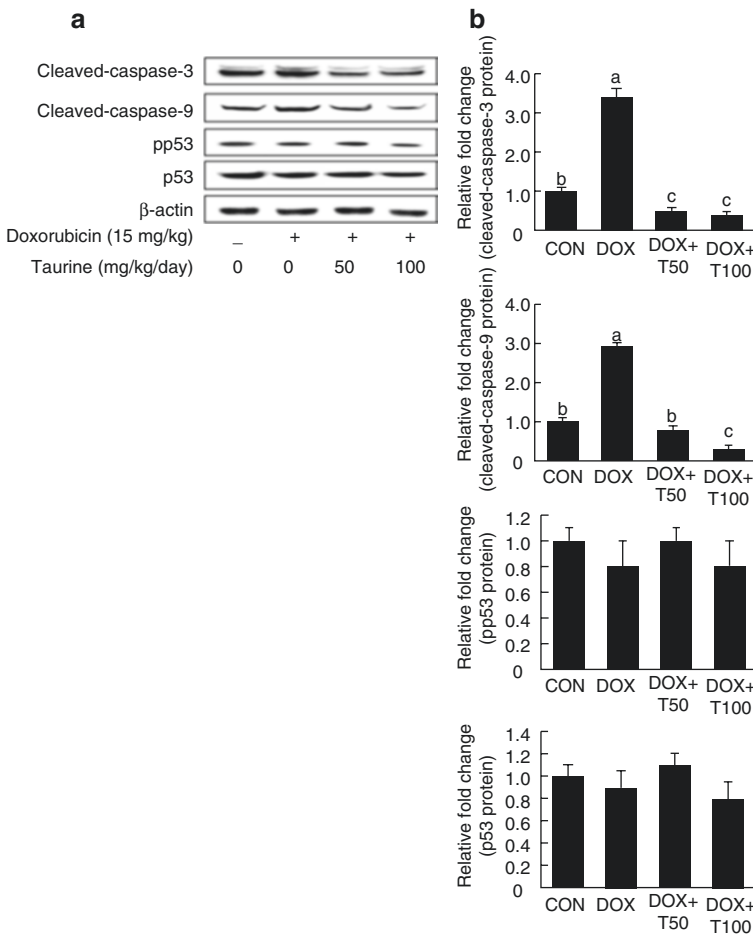 a
Cleaved-caspase-3
Cleaved-caspase-9
pp53
p53
β-actin
Doxorubicin (15 mg/kg) – + + +
Taurine (mg/kg/day) 0 0 50 100
b
Relative fold change
(cleaved-caspase-3 protein)
4.0
3.0
2.0
1.0
0
b
a
c
c
CON DOX DOX+ DOX+
T50 T100
Relative fold change
(cleaved-caspase-9 protein)
4.0
3.0
2.0
1.0
0
b
a
b
c
CON DOX DOX+ DOX+
T50 T100
Relative fold change
(pp53 protein)
1.2
1.0
0.8
0.6
0.4
0.2
0
CON DOX DOX+ DOX+
T50 T100
Relative fold change
(p53 protein)
1.4
1.2
1.0
0.8
0.6
0.4
0.2
0
CON DOX DOX+ DOX+
T50 T100